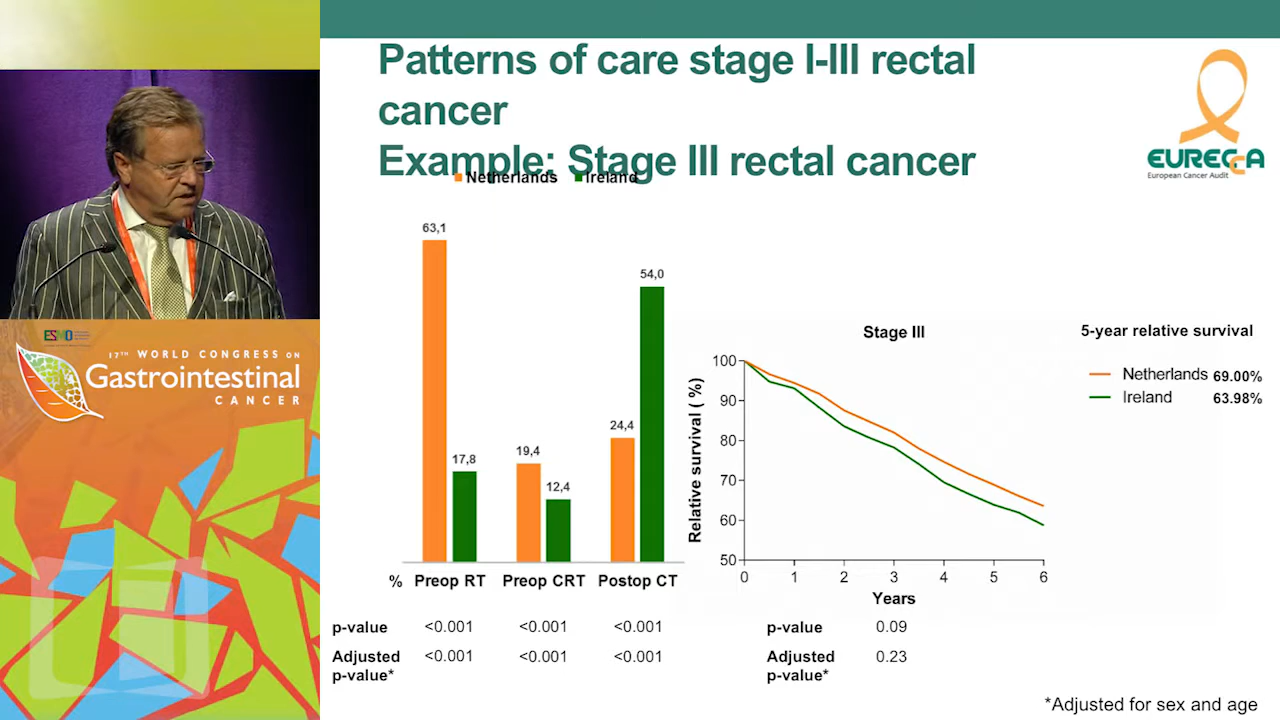 Patterns of care stage I-III rectal
cancer
Example: Stage III rectal cancer
EURECCA
European Cancer Audit
Netherlands Ireland
63,1
17,8
19,4
12,4
24,4
54,0
% Preop RT Preop CRT Postop CT
p-value <0.001 <0.001 <0.001
Adjusted <0.001 <0.001 <0.001
p-value*
Stage III
Relative survival ( %)
100
90
80
70
60
50
0 1 2 3 4 5 6
Years
p-value 0.09
Adjusted 0.23
p-value*
5-year relative survival
Netherlands 69.00%
Ireland 63.98%
*Adjusted for sex and age
ESMO
17TH WORLD CONGRESS ON
Gastrointestinal
CANCER